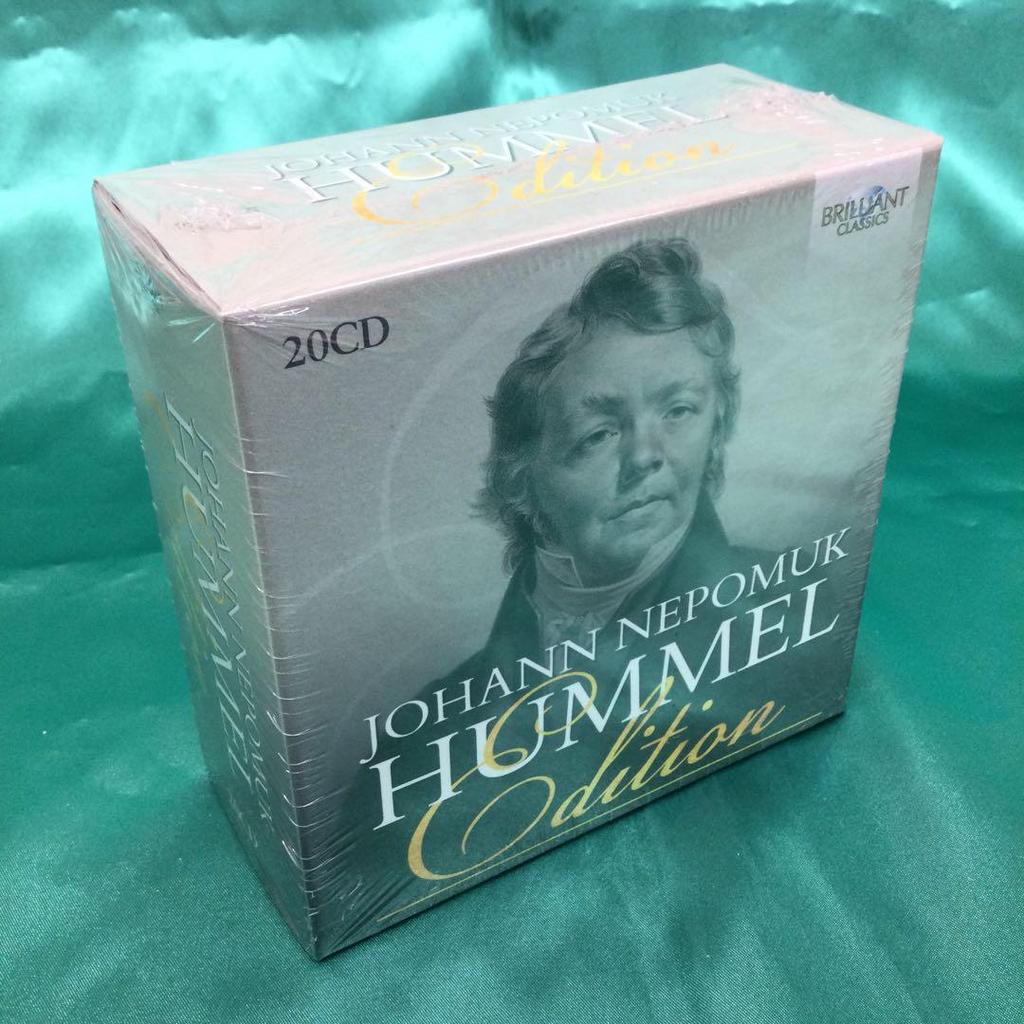 JOHANN NEPOMUK
HUMMEL
Edition
BRILLIANT
CLASSICS
20CD
JOHANN NEPOMUK
HUMMEL
JOHANN NEPOMUK
HUMMEL
Edition